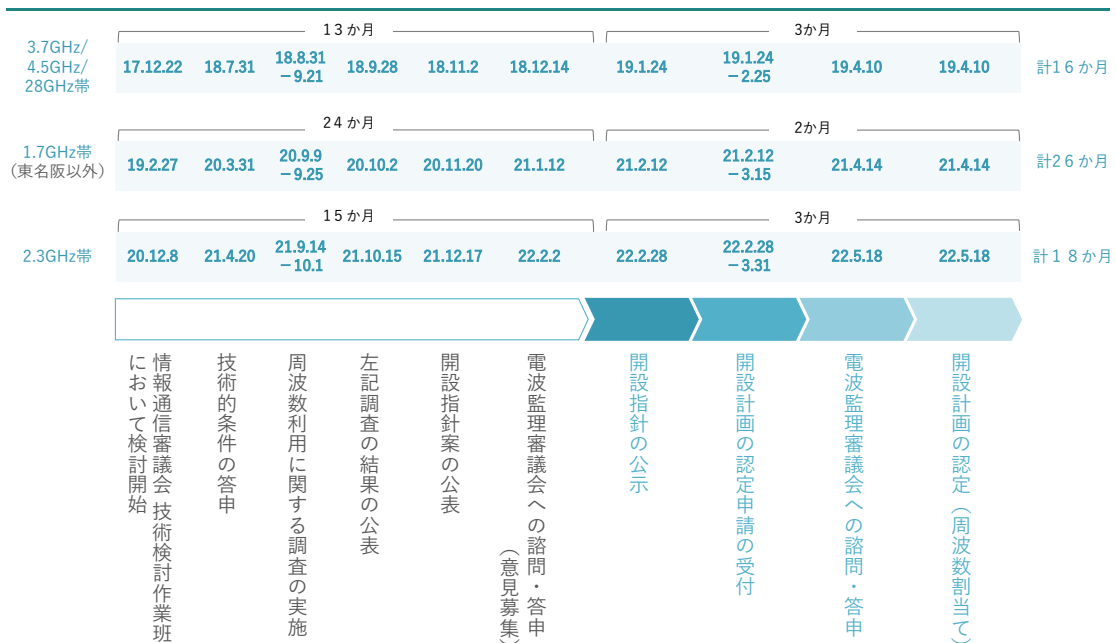 13か月
3か月
3.7GHz/
4.5GHz/
28GHz帯
17.12.22
18.7.31
18.8.31
－9.21
18.9.28
18.11.2
18.12.14
19.1.24
19.1.24
－2.25
19.4.10
19.4.10
計16か月
24か月
2か月
1.7GHz帯
（東名阪以外）
19.2.27
20.3.31
20.9.9
－9.25
20.10.2
20.11.20
21.1.12
21.2.12
21.2.12
－3.15
21.4.14
21.4.14
計26か月
15か月
3か月
2.3GHz帯
20.12.8
21.4.20
21.9.14
－10.1
21.10.15
21.12.17
22.2.2
22.2.28
22.2.28
－3.31
22.5.18
22.5.18
計18か月
情報通信審議会 技術検討作業班
において検討開始
技術的条件の答申
周波数利用に関する調査の実施
左記調査の結果の公表
開設指針案の公表
電波監理審議会への諮問・答申
（意見募集）
開設指針の公示
開設計画の認定申請の受付
電波監理審議会への諮問・答申
開設計画の認定（周波数割当て）